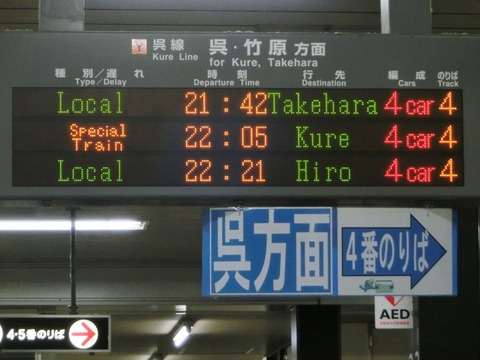 Y 呉線 呉・竹原 方面
Kure Line for Kure, Takehara
種別/遅れ 時刻 行先 編成 のりば
Type/Delay Departure Time Destination Cars Track
Local 21:42 Takehara 4 car 4
Special Train 22:05 Kure 4 car 4
Local 22:21 Hiro 4 car 4
呉方面 4番のりば
AED
4・5番のりば